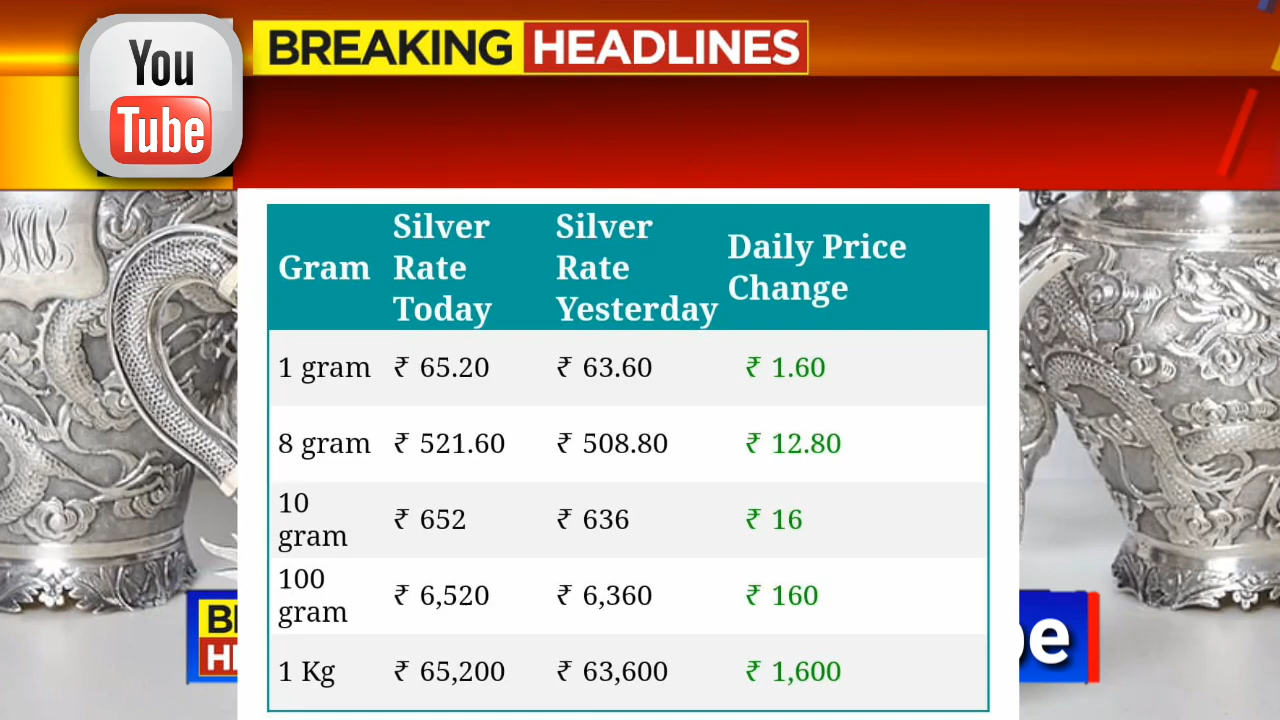 You
Tube
BREAKING HEADLINES
Gram
Silver
Rate
Today
Silver
Rate
Yesterday
Daily Price
Change
1 gram ₹ 65.20 ₹ 63.60 ₹ 1.60
8 gram ₹ 521.60 ₹ 508.80 ₹ 12.80
10
gram ₹ 652 ₹ 636 ₹ 16
100
gram ₹ 6,520 ₹ 6,360 ₹ 160
1 Kg ₹ 65,200 ₹ 63,600 ₹ 1,600